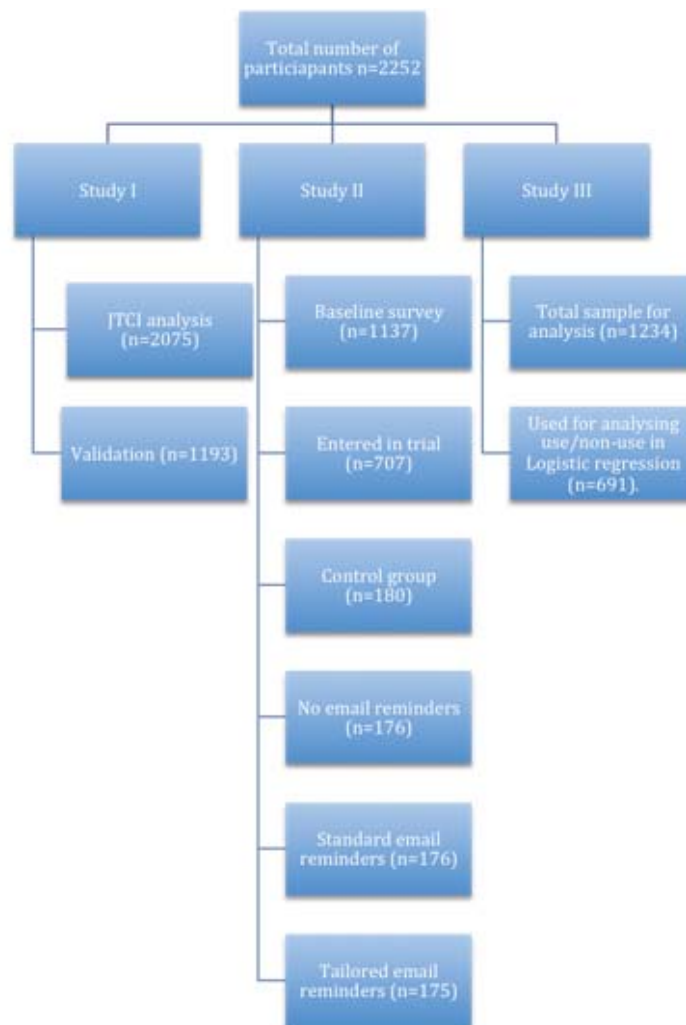 Total number of
particiapants n=2252
Study I
Study II
Study III
JTCI analysis
(n=2075)
Validation (n=1193)
Baseline survey
(n=1137)
Entered in trial
(n=707)
Control group
(n=180)
No email reminders
(n=176)
Standard email
reminders (n=176)
Tailored email
reminders (n=175)
Total sample for
analysis (n=1234)
Used for analysing
use/non-use in
Logistic regression
(n=691).